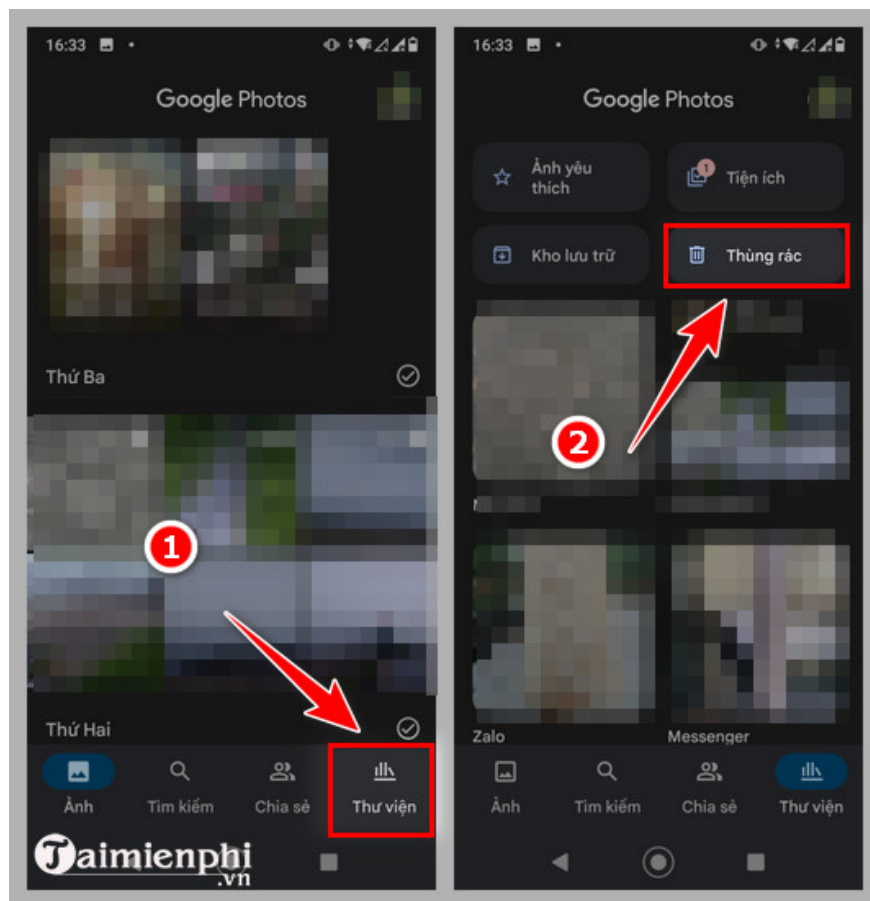 16:33
Google Photos
Thứ Ba
1
Thứ Hai
Ảnh
Tìm kiếm
Chia sẻ
Thư viện
Taimienphi
.vn
16:33
Google Photos
Ảnh yêu
thích
1
Tiện ích
Kho lưu trữ
Thùng rác
2
Zalo
Messenger
Ảnh
Tìm kiếm
Chia sẻ
Thư viện